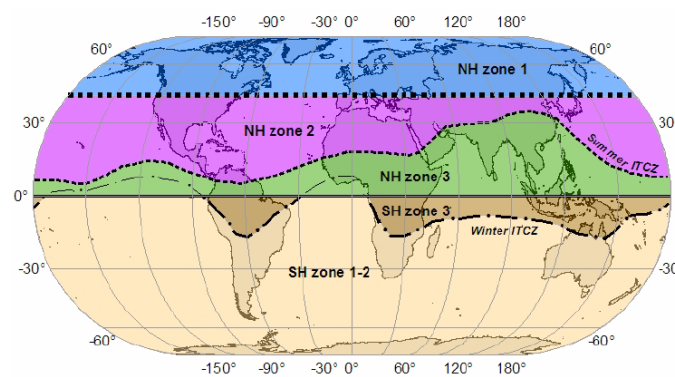 -150° -90° -30 0° 60° 120° 180°
60° 60°
NH zone 1
30° NH zone 2 30°
Summer ITCZ
NH zone 3
0° 0°
SH zone 3
Winter ITCZ
-30° SH zone 1-2 -30
-60° -60°
-150° -90° -30 0° 60° 120° 180°